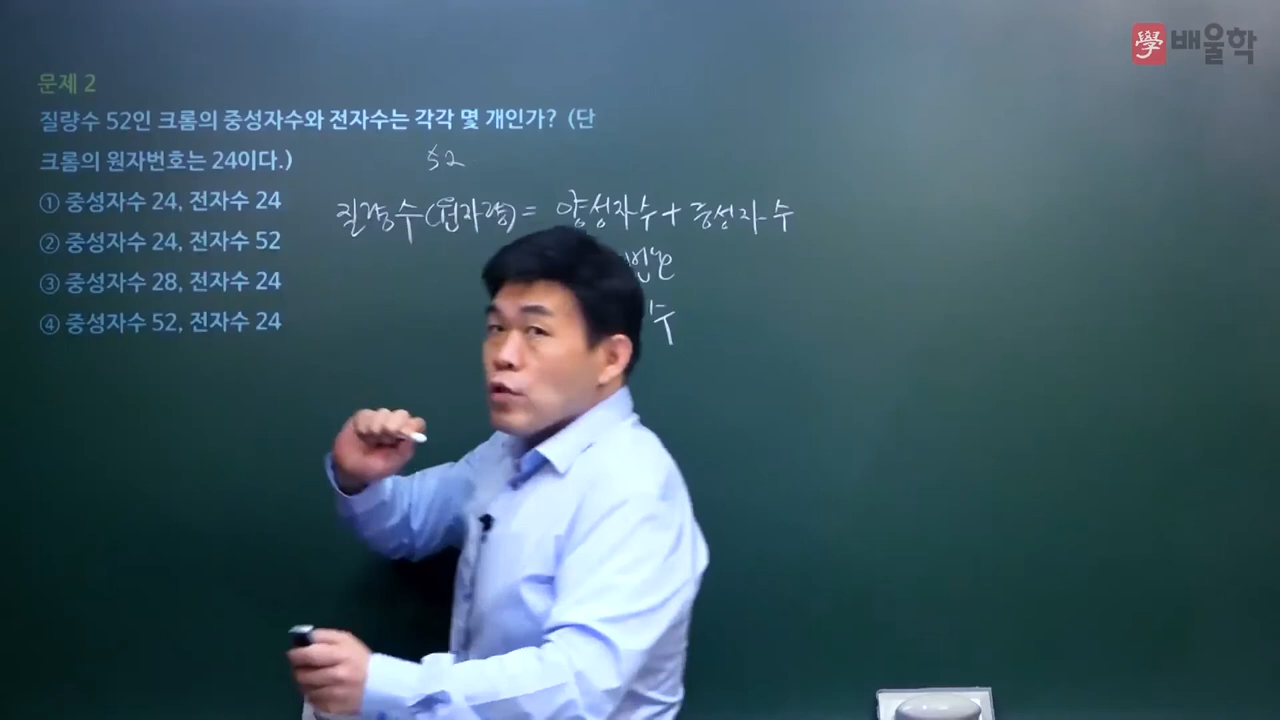 學 배울학
문제 2
질량수 52인 크롬의 중성자수와 전자수는 각각 몇 개인가? (단
크롬의 원자번호는 24이다.)
① 중성자수 24, 전자수 24
② 중성자수 24, 전자수 52
③ 중성자수 28, 전자수 24
④ 중성자수 52, 전자수 24
52
질량수(원자량) = 양성자수 + 중성자수
수